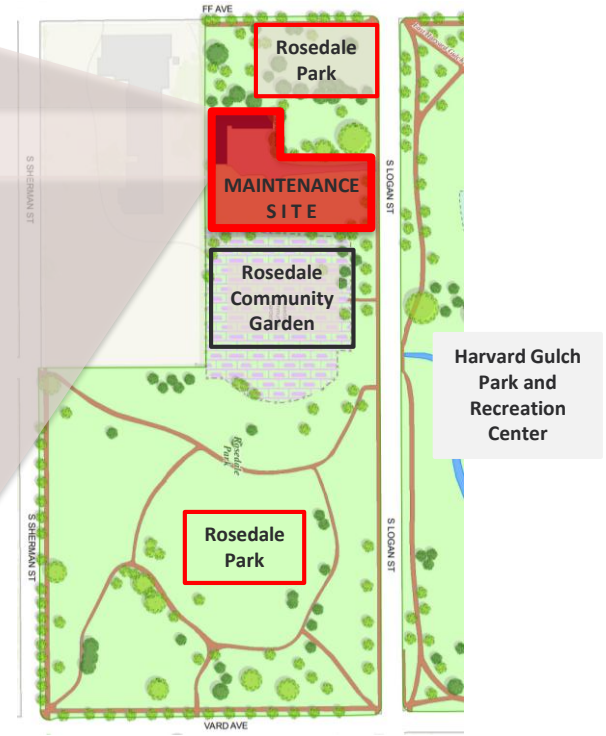 FF AVE
Rosedale
Park
S SHERMAN ST
MAINTENANCE
S I T E
S LOGAN ST
Rosedale
Community
Garden
Harvard Gulch
Park and
Recreation
Center
Rosedale
Park
S SHERMAN ST
Rosedale
Park
S LOGAN ST
VARD AVE